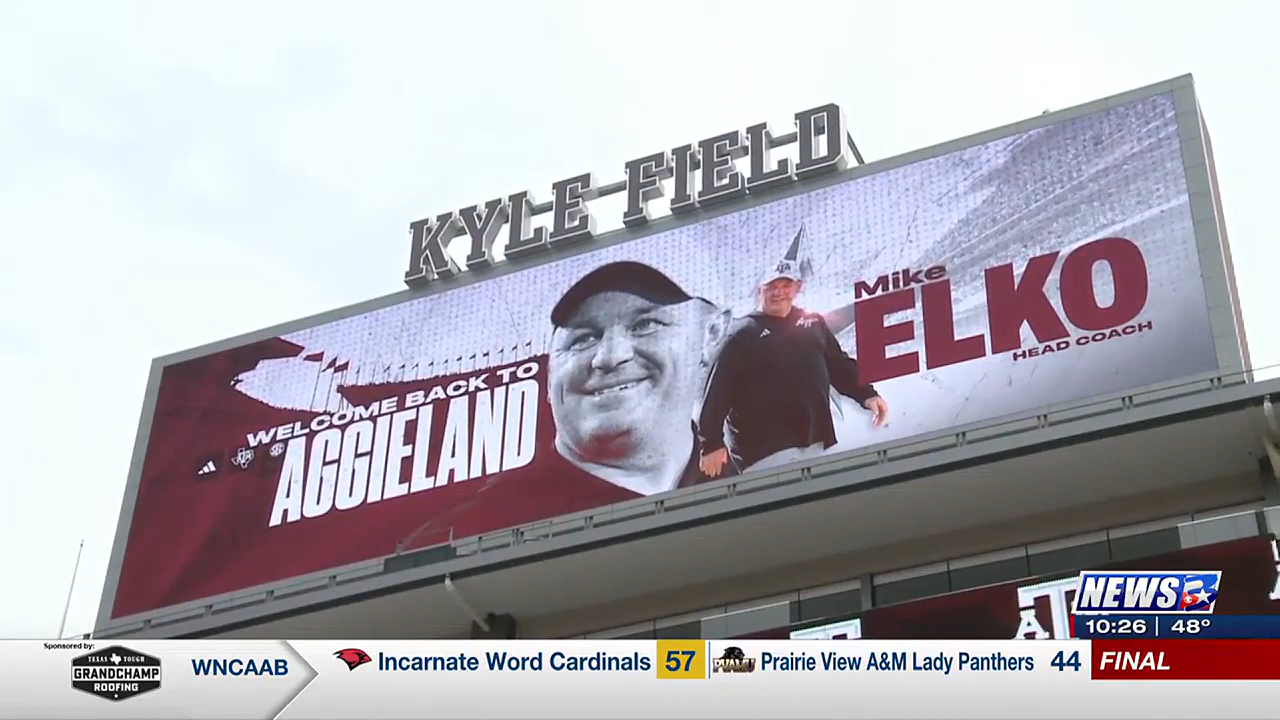 KYLE FIELD
WELCOME BACK TO
AGGIELAND
Mike
ELKO
HEAD COACH
NEWS 3
10:26 | 48°
Sponsored by:
TEXAS TOUGH
GRANDCHAMP
ROOFING
WNCAAB
Incarnate Word Cardinals 57
PVAMU
Prairie View A&M Lady Panthers 44
FINAL